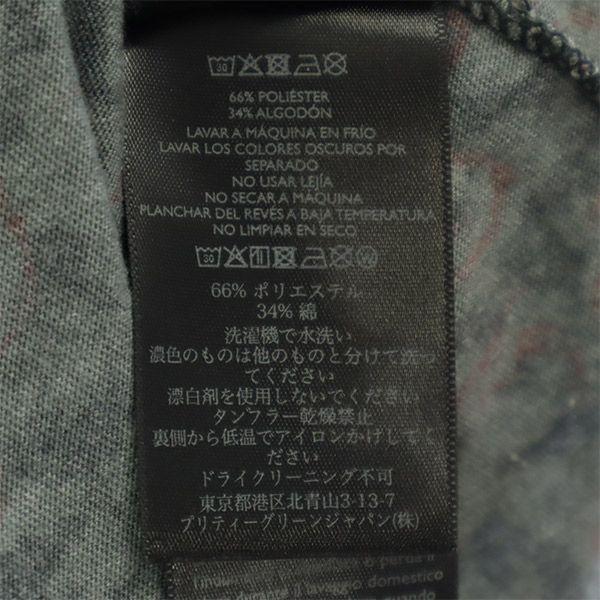 66% POLIÉSTER
34% ALGODÓN
LAVAR A MÁQUINA EN FRÍO
LAVAR LOS COLORES OSCUROS POR
SEPARADO
NO USAR LEJÍA
NO SECAR A MÁQUINA
PLANCHAR DEL REVÉS A BAJA TEMPERATURA
NO LIMPIAR EN SECO
66% ポリエステル
34% 綿
洗濯機で水洗い
濃色のものは他のものと分けて洗っ
てください
漂白剤を使用しないでください
タンブラー乾燥禁止
裏側から低温でアイロンかけしてく
ださい
ドライクリーニング不可
東京都港区北青山3-13-7
プリティーグリーンジャパン(株)
o perda il
durante il lavaggio domestico
quando